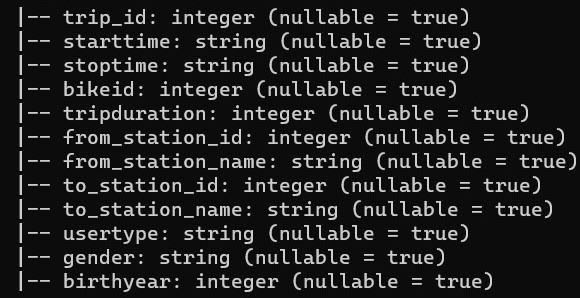 |-- trip_id: integer (nullable = true)
|-- starttime: string (nullable = true)
|-- stoptime: string (nullable = true)
|-- bikeid: integer (nullable = true)
|-- tripduration: integer (nullable = true)
|-- from_station_id: integer (nullable = true)
|-- from_station_name: string (nullable = true)
|-- to_station_id: integer (nullable = true)
|-- to_station_name: string (nullable = true)
|-- usertype: string (nullable = true)
|-- gender: string (nullable = true)
|-- birthyear: integer (nullable = true)